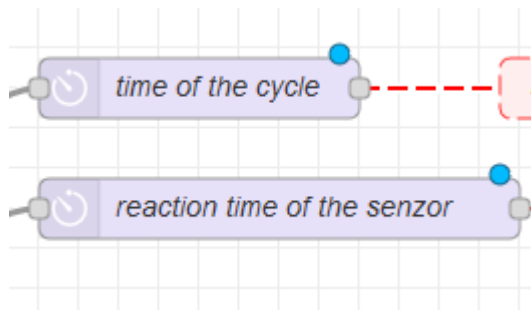 time of the cycle
reaction time of the senzor